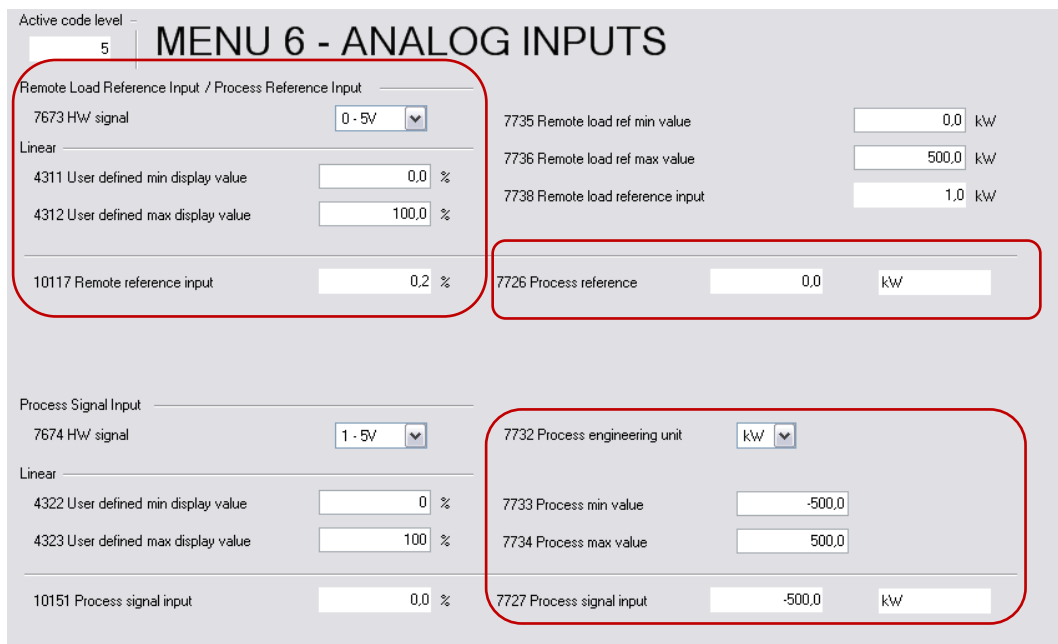 Active code level
5
MENU 6 - ANALOG INPUTS
Remote Load Reference Input / Process Reference Input
7673 HW signal
0 - 5V
Linear
4311 User defined min display value
0,0 %
4312 User defined max display value
100,0 %
10117 Remote reference input
0,2 %
7735 Remote load ref min value
0,0 kW
7736 Remote load ref max value
500,0 kW
7738 Remote load reference input
1,0 kW
7726 Process reference
0,0 kW
Process Signal Input
7674 HW signal
1 - 5V
Linear
4322 User defined min display value
0 %
4323 User defined max display value
100 %
10151 Process signal input
0,0 %
7732 Process engineering unit
kW
7733 Process min value
-500,0
7734 Process max value
500,0
7727 Process signal input
-500,0 kW